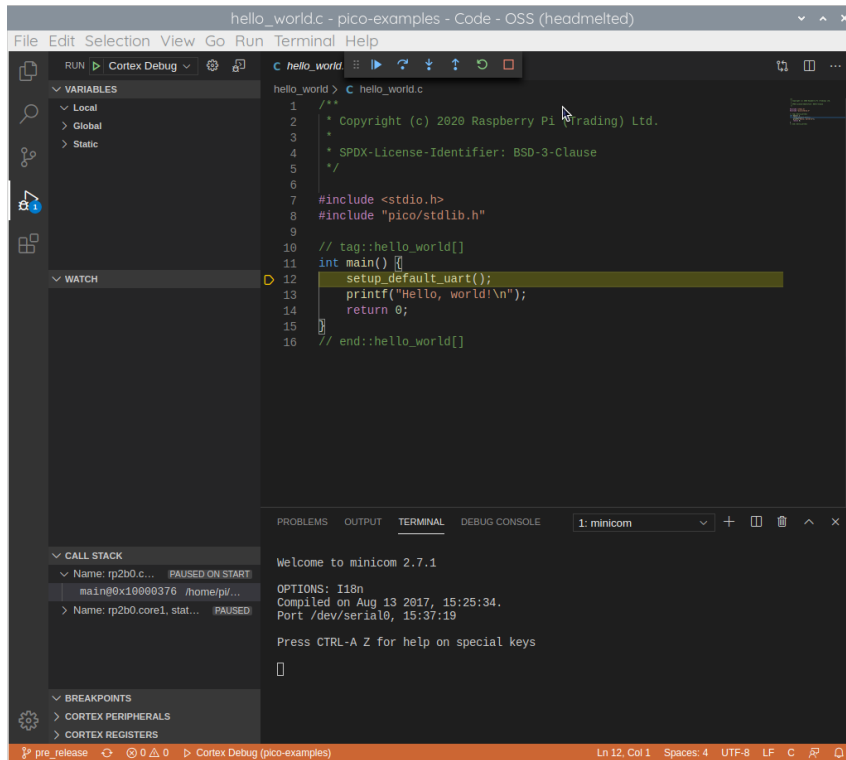 hello_world.c - pico-examples - Code - OSS (headmelted)
File Edit Selection View Go Run Terminal Help
RUN Cortex Debug
VARIABLES
Local
Global
Static
WATCH
CALL STACK
Name: rp2b0.c... PAUSED ON START
main@0x10000376 /home/pi/...
Name: rp2b0.core1, stat... PAUSED
BREAKPOINTS
CORTEX PERIPHERALS
CORTEX REGISTERS
C hello_world.
hello_world > C hello_world.c
1 /**
2 * Copyright (c) 2020 Raspberry Pi (Trading) Ltd.
3 *
4 * SPDX-License-Identifier: BSD-3-Clause
5 */
6
7 #include <stdio.h>
8 #include "pico/stdlib.h"
9
10 // tag::hello_world[]
11 int main() {
12 setup_default_uart();
13 printf("Hello, world!\n");
14 return 0;
15 }
16 // end::hello_world[]
PROBLEMS OUTPUT TERMINAL DEBUG CONSOLE 1: minicom
Welcome to minicom 2.7.1
OPTIONS: I18n
Compiled on Aug 13 2017, 15:25:34.
Port /dev/serial0, 15:37:19
Press CTRL-A Z for help on special keys
1
pre_release 0 0 Cortex Debug (pico-examples) Ln 12, Col 1 Spaces: 4 UTF-8 LF C